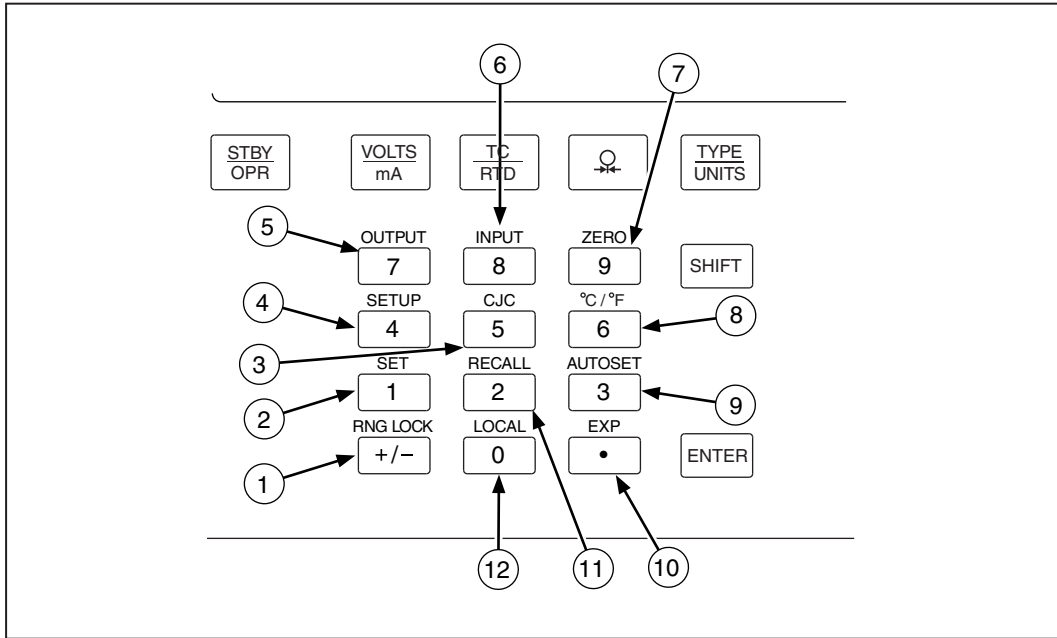 6
7
STBY
OPR
VOLTS
mA
TC
RTD
TYPE
UNITS
5
OUTPUT
7
INPUT
8
ZERO
9
SHIFT
4
SETUP
4
CJC
5
°C / °F
6
8
3
SET
1
RECALL
2
AUTOSET
3
9
2
RNG LOCK
+/−
LOCAL
0
EXP
•
ENTER
1
12
11
10